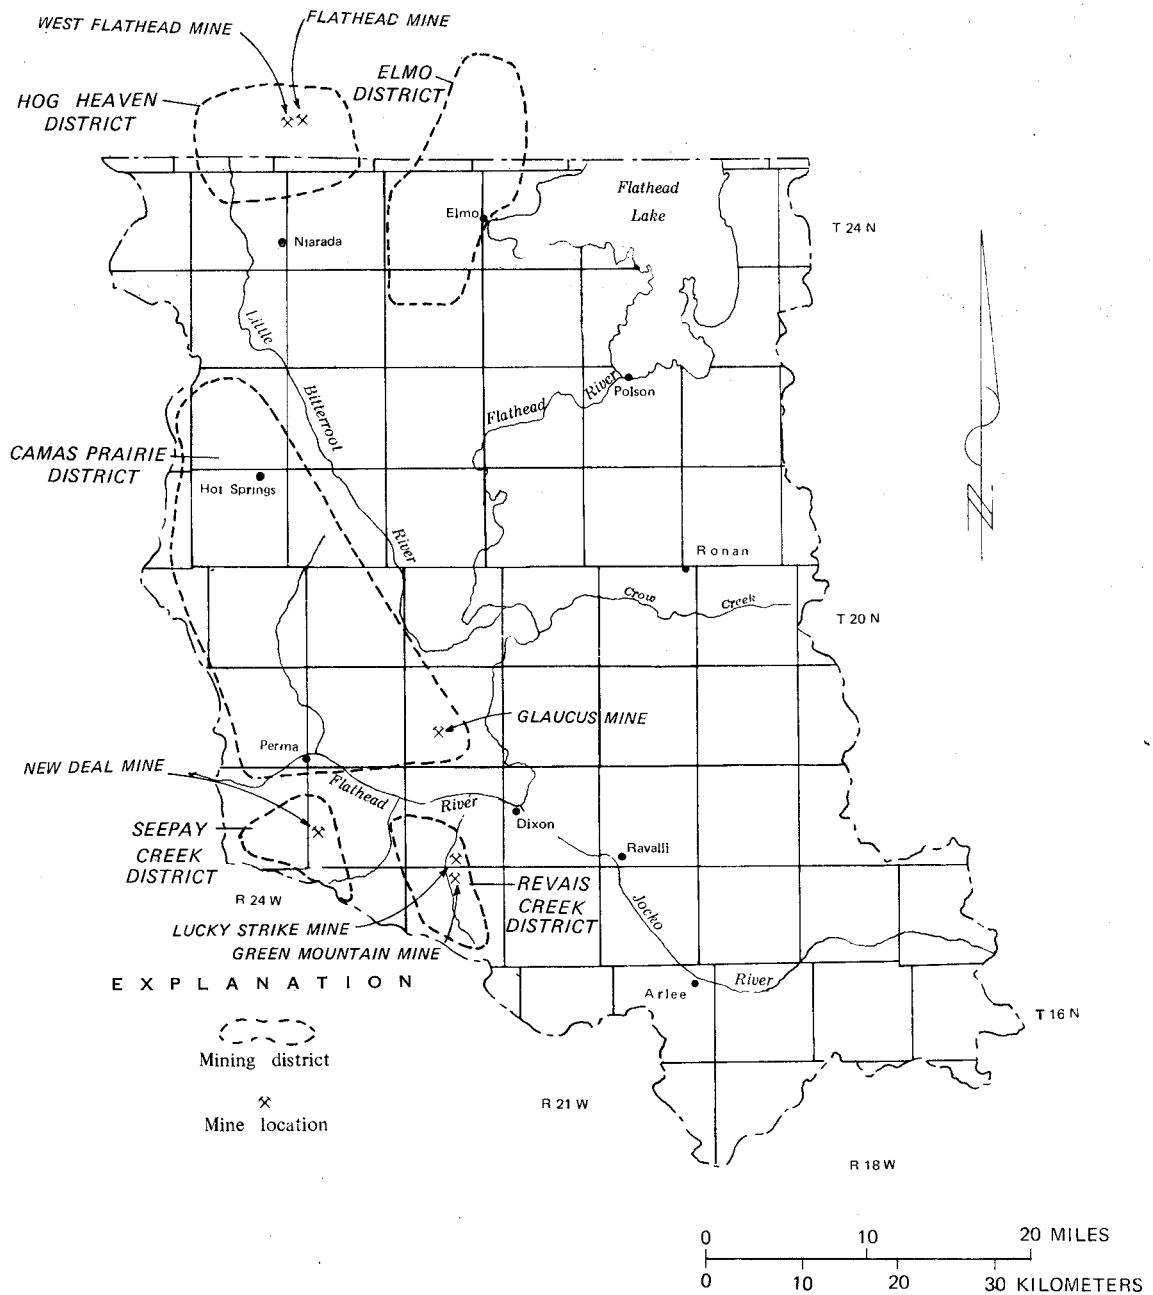 WEST FLATHEAD MINE
FLATHEAD MINE
ELMO
DISTRICT
HOG HEAVEN
DISTRICT
Flathead
Lake
Elmo
T 24 N
Niarada
Little
Bitterroot
River
Flathead
River
Polson
CAMAS PRAIRIE
DISTRICT
Hot Springs
Ronan
Crow
Creek
T 20 N
GLAUCUS MINE
Perma
NEW DEAL MINE
Flathead
River
Dixon
SEEPAY
CREEK
DISTRICT
Ravalli
REVAIS
CREEK
DISTRICT
R 24 W
Jocko
River
LUCKY STRIKE MINE
GREEN MOUNTAIN MINE
Arlee
N
T 16 N
EXPLANATION
Mining district
Mine location
R 21 W
R 18 W
0 10 20 MILES
0 10 20 30 KILOMETERS